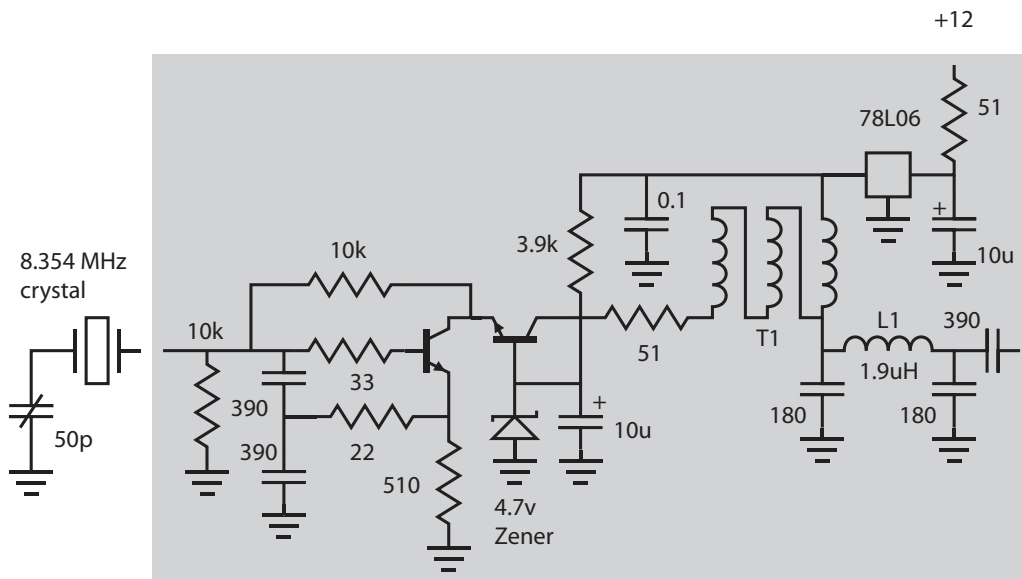 +12
51
78L06
+
10u
0.1
3.9k
10k
8.354 MHz
crystal
10k
L1
390
T1
51
1.9uH
33
390
50p
390
22
+
10u
180
180
510
4.7v
Zener